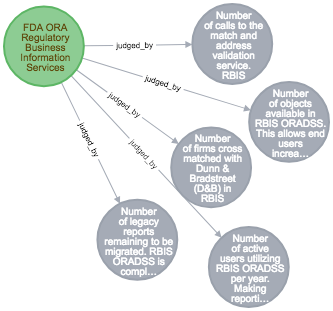 FDA ORA
Regulatory
Business
Information
Services
judged_by
judged_by
judged_by
judged_by
judged_by
Number
of calls to the
match and
address
validation
service.
RBIS
Number
of objects
available in
RBIS ORADSS.
This allows end
users
increa...
Number
of firms cross
matched with
Dunn &
Bradstreet
(D&B) in
RBIS
Number
of legacy
reports
remaining to be
migrated. RBIS
ORADSS is
compl...
Number
of active
users utilizing
RBIS ORADSS
per year.
Making
reporti...